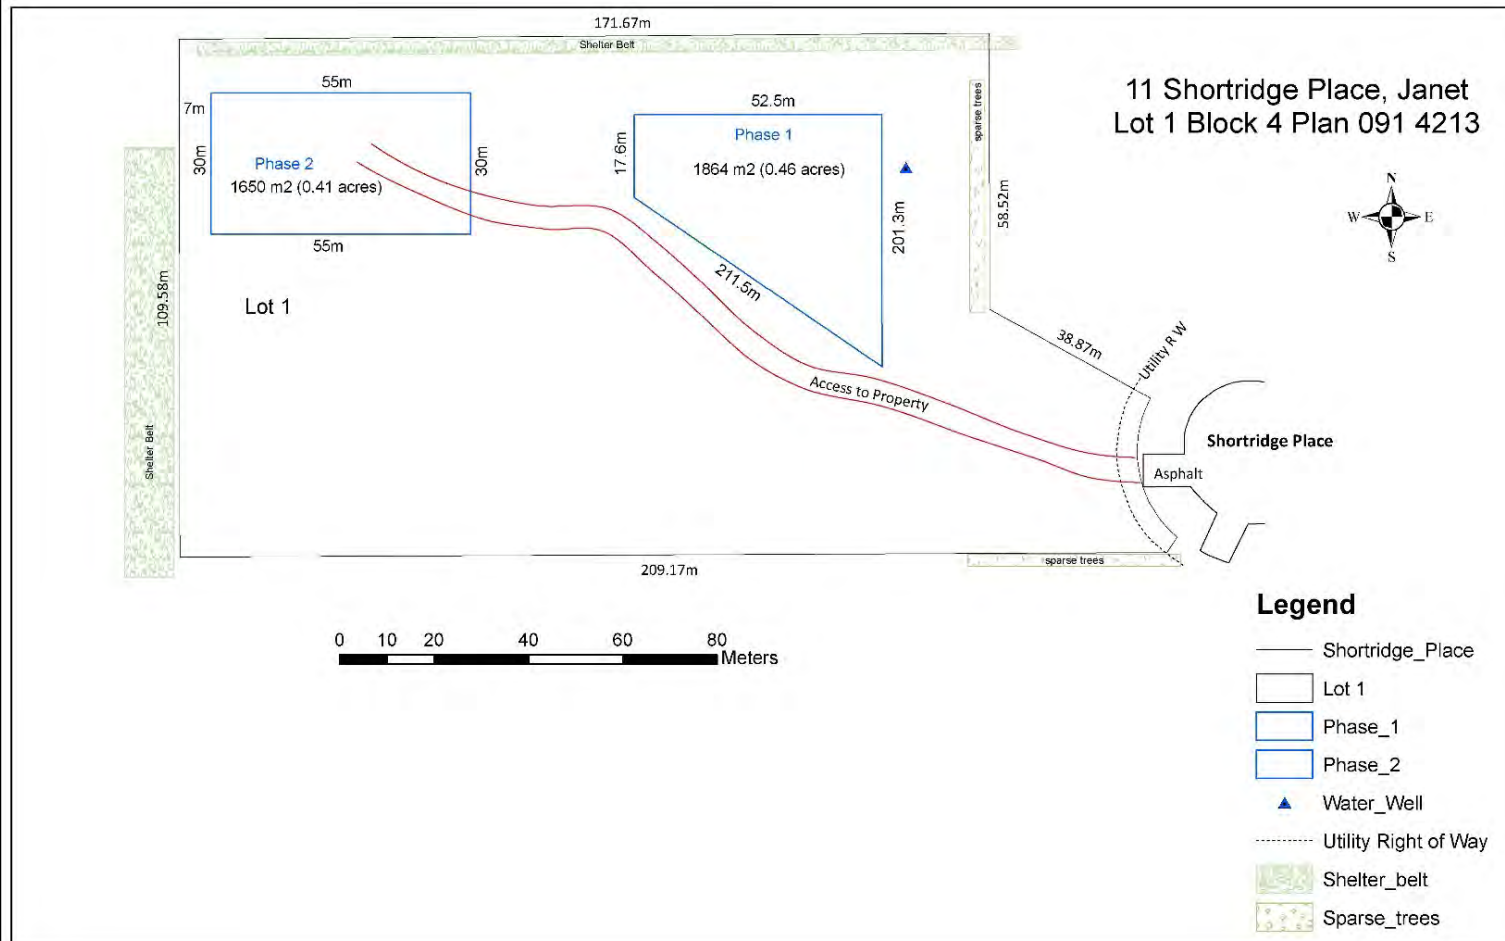 171.67m
Shelter Belt
11 Shortridge Place, Janet
Lot 1 Block 4 Plan 091 4213
55m
7m
30m
Phase 2
1650 m2 (0.41 acres)
30m
55m
52.5m
Phase 1
17.6m
1864 m2 (0.46 acres)
201.3m
211.5m
sparse trees
58.52m
N
W
E
S
109.58m
Lot 1
38.87m
Utility R W
Access to Property
Shortridge Place
Asphalt
Shelter Belt
sparse trees
209.17m
0 10 20 40 60 80
Meters
Legend
Shortridge_Place
Lot 1
Phase_1
Phase_2
Water_Well
Utility Right of Way
Shelter_belt
Sparse_trees